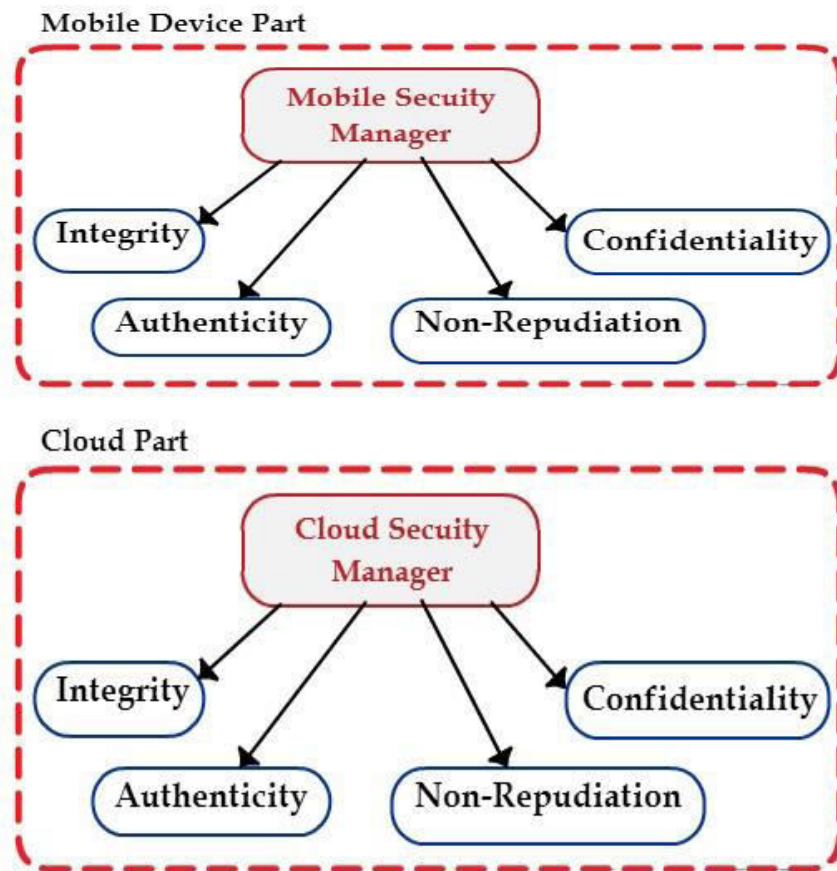 Mobile Device Part
Mobile Secuity
Manager
Integrity
Confidentiality
Authenticity
Non-Repudiation
Cloud Part
Cloud Secuity
Manager
Integrity
Confidentiality
Authenticity
Non-Repudiation